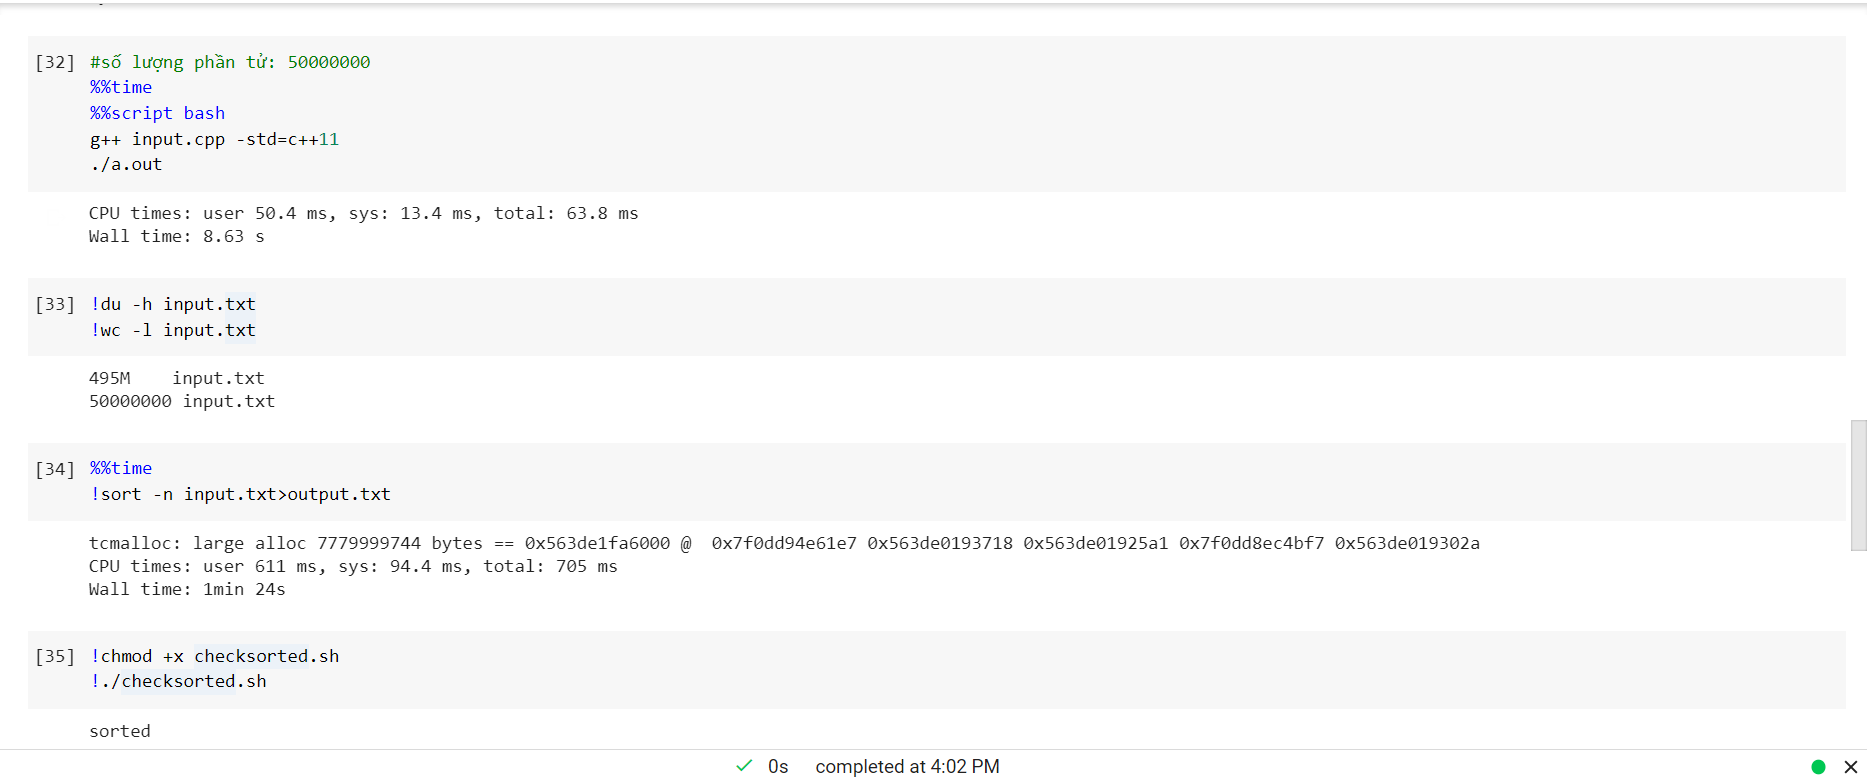 [32] #số lượng phần tử: 50000000
%%time
%%script bash
g++ input.cpp -std=c++11
./a.out
CPU times: user 50.4 ms, sys: 13.4 ms, total: 63.8 ms
Wall time: 8.63 s
[33] !du -h input.txt
!wc -l input.txt
495M    input.txt
50000000 input.txt
[34] %%time
!sort -n input.txt>output.txt
tcmalloc: large alloc 7779999744 bytes == 0x563de1fa6000 @  0x7f0dd94e61e7 0x563de0193718 0x563de01925a1 0x7f0dd8ec4bf7 0x563de019302a
CPU times: user 611 ms, sys: 94.4 ms, total: 705 ms
Wall time: 1min 24s
[35] !chmod +x checksorted.sh
!./checksorted.sh
sorted
0s completed at 4:02 PM